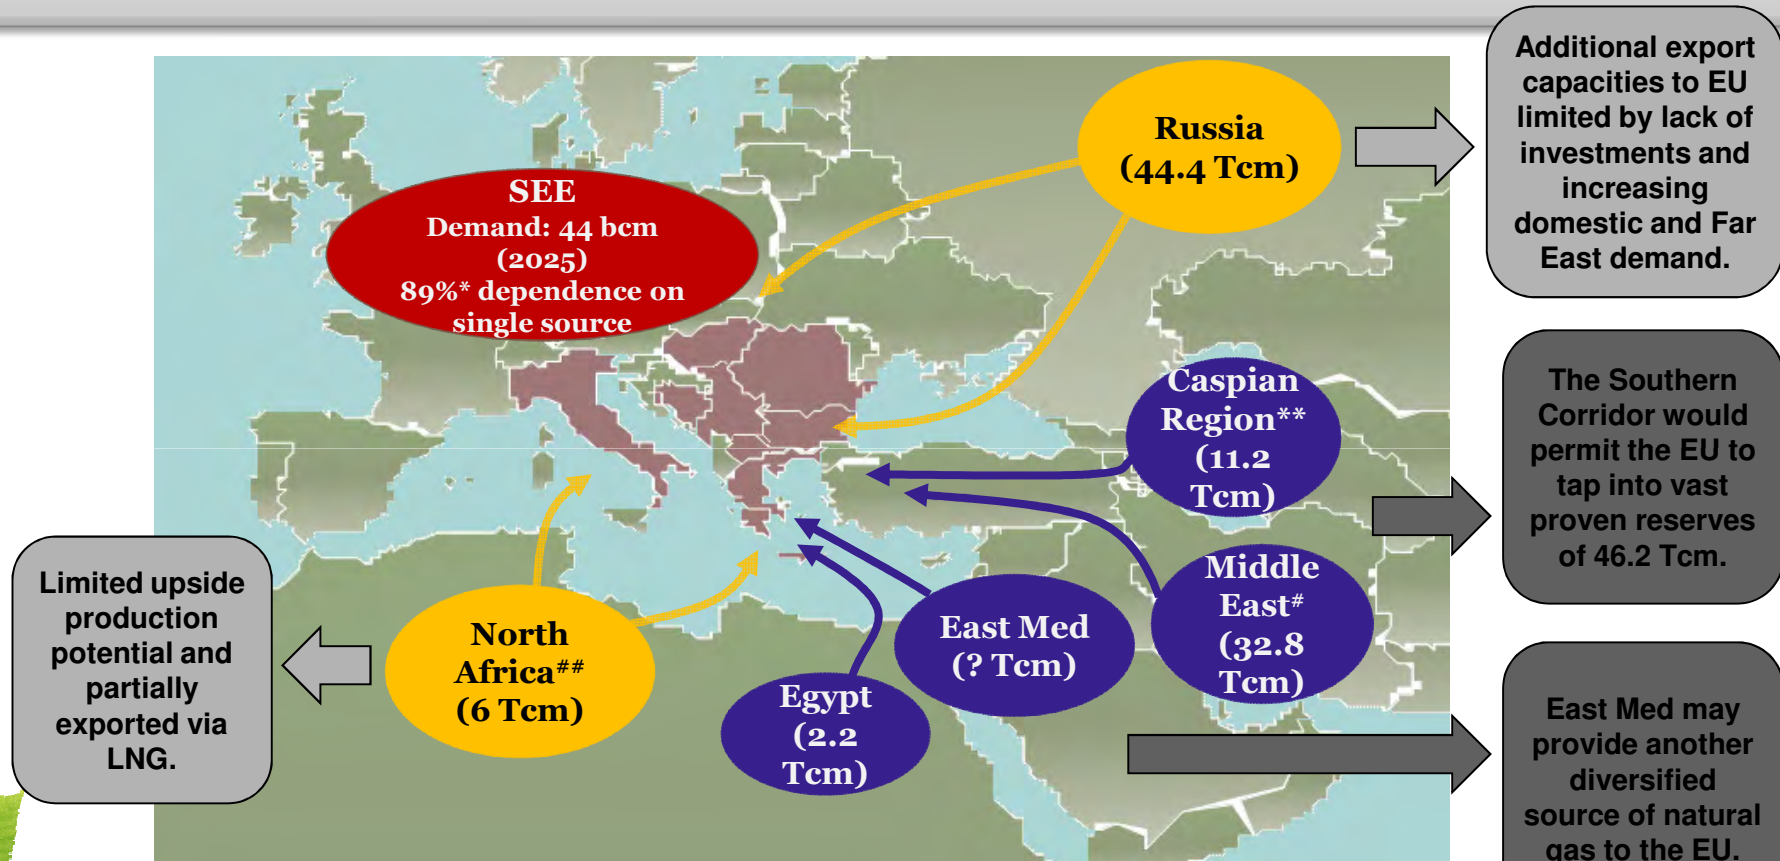 Additional export
capacities to EU
limited by lack of
investments and
increasing
domestic and Far
East demand.
Russia
(44.4 Tcm)
SEE
Demand: 44 bcm
(2025)
89%* dependence on
single source
Caspian
Region**
(11.2
Tcm)
The Southern
Corridor would
permit the EU to
tap into vast
proven reserves
of 46.2 Tcm.
Limited upside
production
potential and
partially
exported via
LNG.
North
Africa##
(6 Tcm)
Egypt
(2.2
Tcm)
East Med
(? Tcm)
Middle
East#
(32.8
Tcm)
East Med may
provide another
diversified
source of natural
gas to the EU.